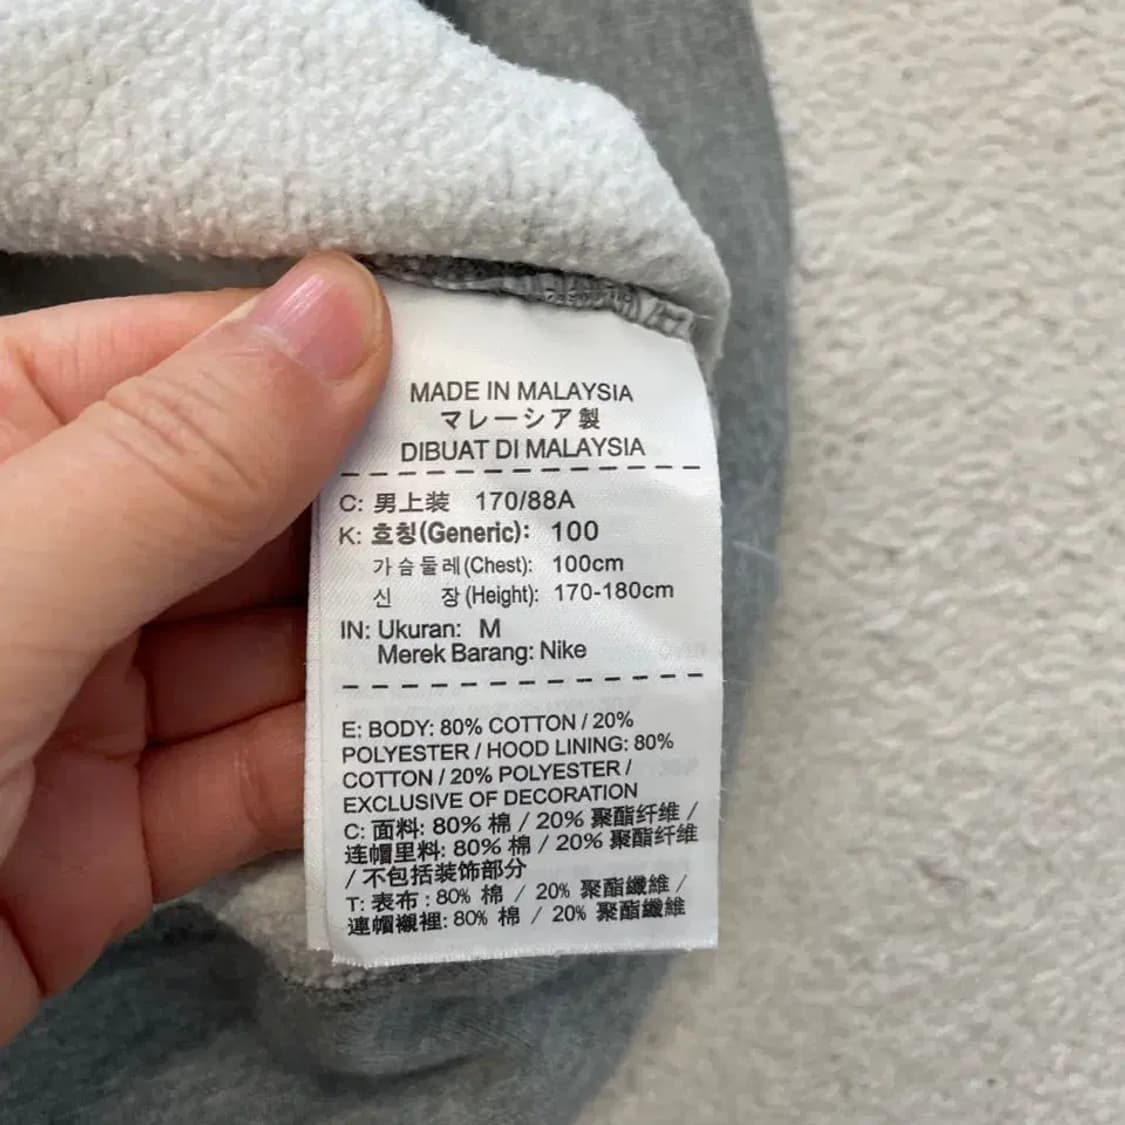 MADE IN MALAYSIA
マレーシア製
DIBUAT DI MALAYSIA
C: 男上装 170/88A
K: 호칭(Generic): 100
가슴둘레(Chest): 100cm
신 장(Height): 170-180cm
IN: Ukuran: M
Merek Barang: Nike
E: BODY: 80% COTTON / 20%
POLYESTER / HOOD LINING: 80%
COTTON / 20% POLYESTER /
EXCLUSIVE OF DECORATION
C: 面料: 80% 棉 / 20% 聚酯纤维 /
连帽里料: 80% 棉 / 20% 聚酯纤维
/ 不包括装饰部分
T: 表布 : 80% 棉 / 20% 聚酯纖維 /
連帽襯裡: 80% 棉 / 20% 聚酯纖維